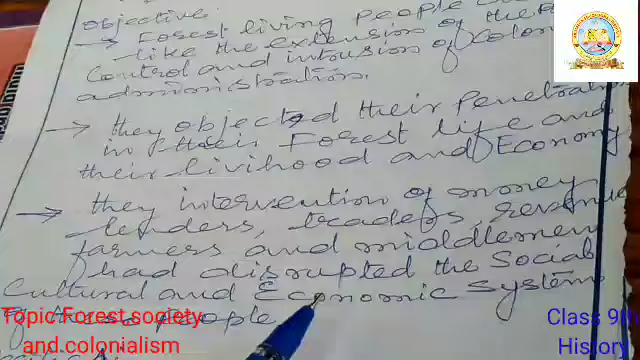 objective.
→ Forest living people
like the extension of the
control and intrusion of colon
administration.
→ they objected their penetration
in their Forest life and
their livihood and Economy
→ they intervention of money
lenders, traders, revenue
farmers and middlemen
had disrupted the social
Cultural and Economic System
of these people
Topic:Forest society
and colonialism
Class 9th
History